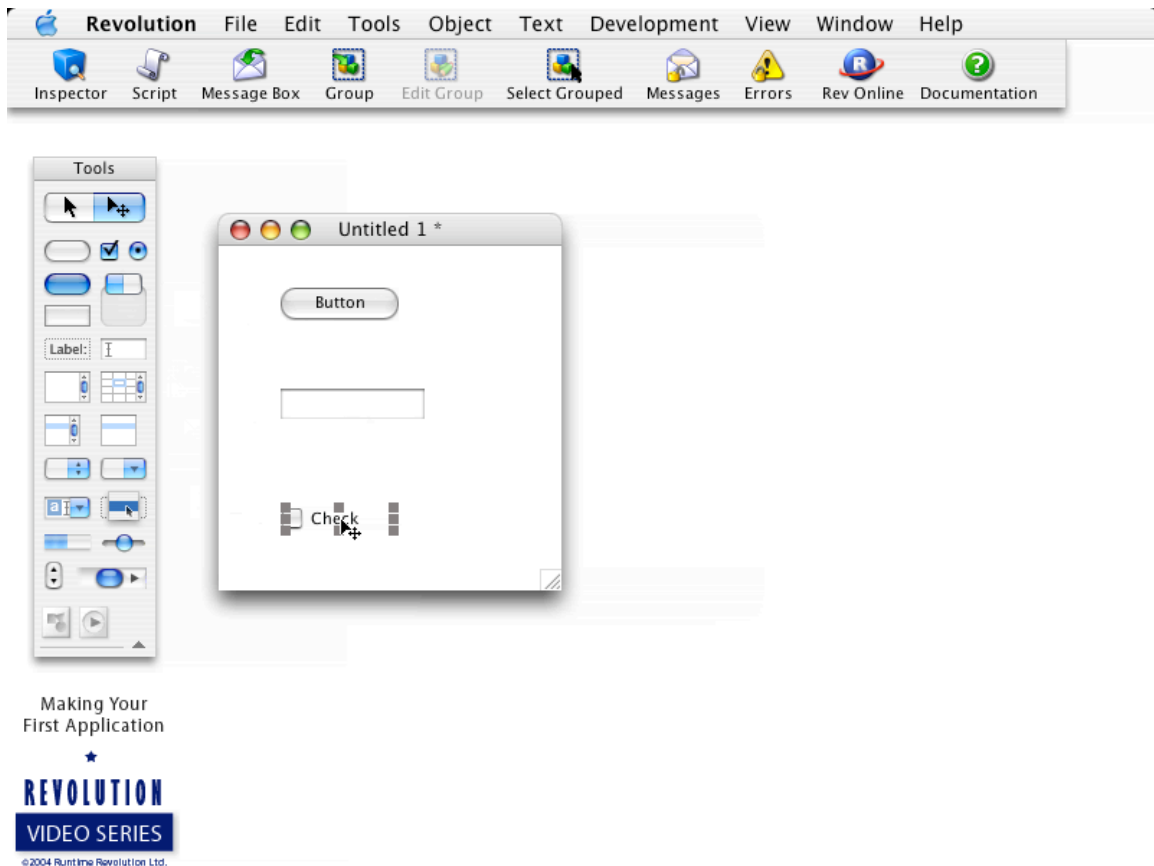 Revolution File Edit Tools Object Text Development View Window Help
Inspector Script Message Box Group Edit Group Select Grouped Messages Errors Rev Online Documentation
Tools
Untitled 1 *
Button
Label:
Check
Making Your
First Application
REVOLUTION
VIDEO SERIES
©2004 Runtime Revolution Ltd.